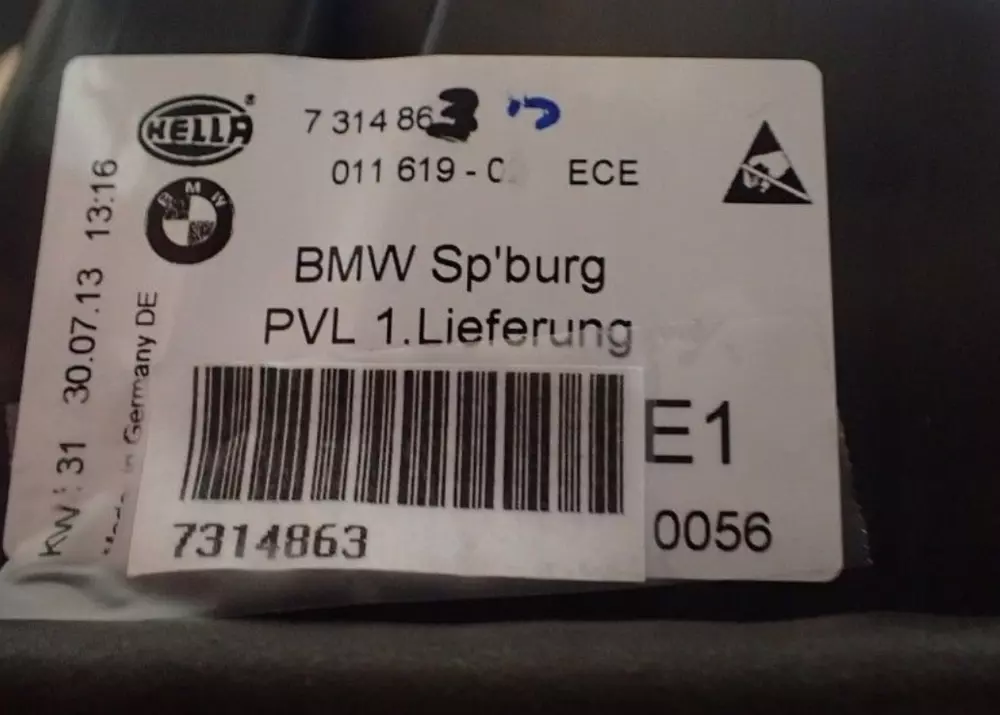 HELLA ®
7 314 863
011 619 - 0
ECE
BMW
BMW Sp'burg
PVL 1.Lieferung
E1
7314863
0056
KW : 31 30.07.13 13:16
Germany DE